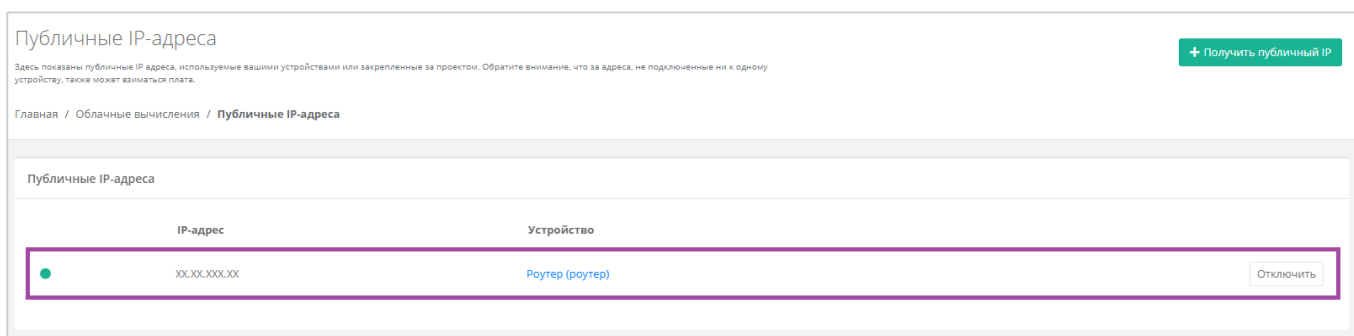 Публичные IP-адреса
+ Получить публичный IP
Здесь показаны публичные IP адреса, используемые вашими устройствами или закрепленные за проектом. Обратите внимание, что за адреса, не подключенные ни к одному
устройству, также может взиматься плата.
Главная / Облачные вычисления / Публичные IP-адреса
Публичные IP-адреса
IP-адрес Устройство
XX.XX.XXX.XX Роутер (роутер) Отключить